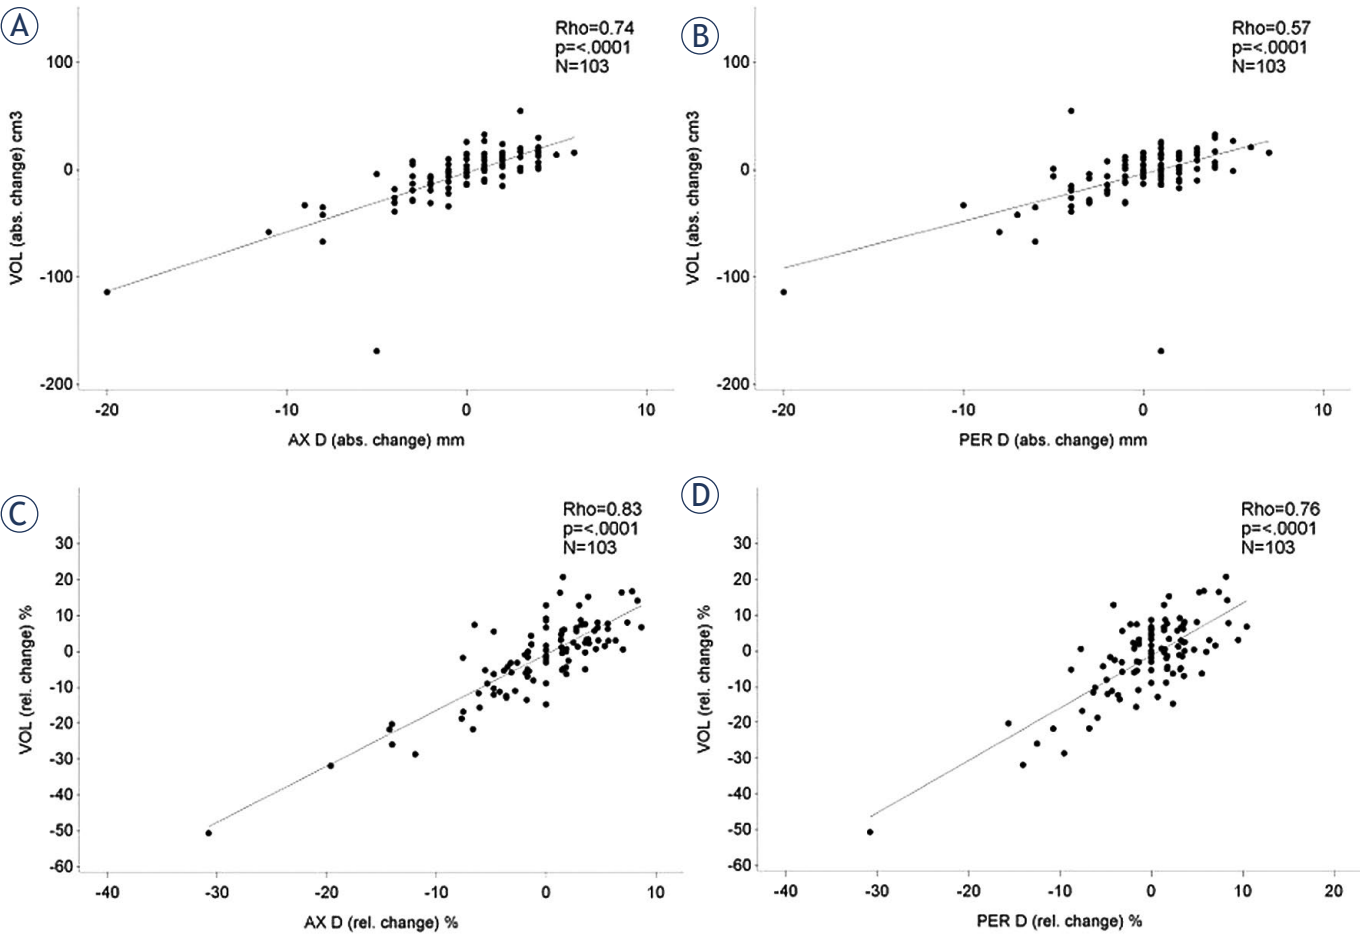 A
Rho=0.74
p=<.0001
N=103
100
0
-100
-200
VOL (abs. change) cm3
-20
-10
0
10
AX D (abs. change) mm
B
Rho=0.57
p=<.0001
N=103
100
0
-100
-200
VOL (abs. change) cm3
-20
-10
0
10
PER D (abs. change) mm
C
Rho=0.83
p=<.0001
N=103
30
20
10
0
-10
-20
-30
-40
-50
-60
VOL (rel. change) %
-40
-30
-20
-10
0
10
AX D (rel. change) %
D
Rho=0.76
p=<.0001
N=103
30
20
10
0
-10
-20
-30
-40
-50
-60
VOL (rel. change) %
-40
-30
-20
-10
0
10
20
PER D (rel. change) %